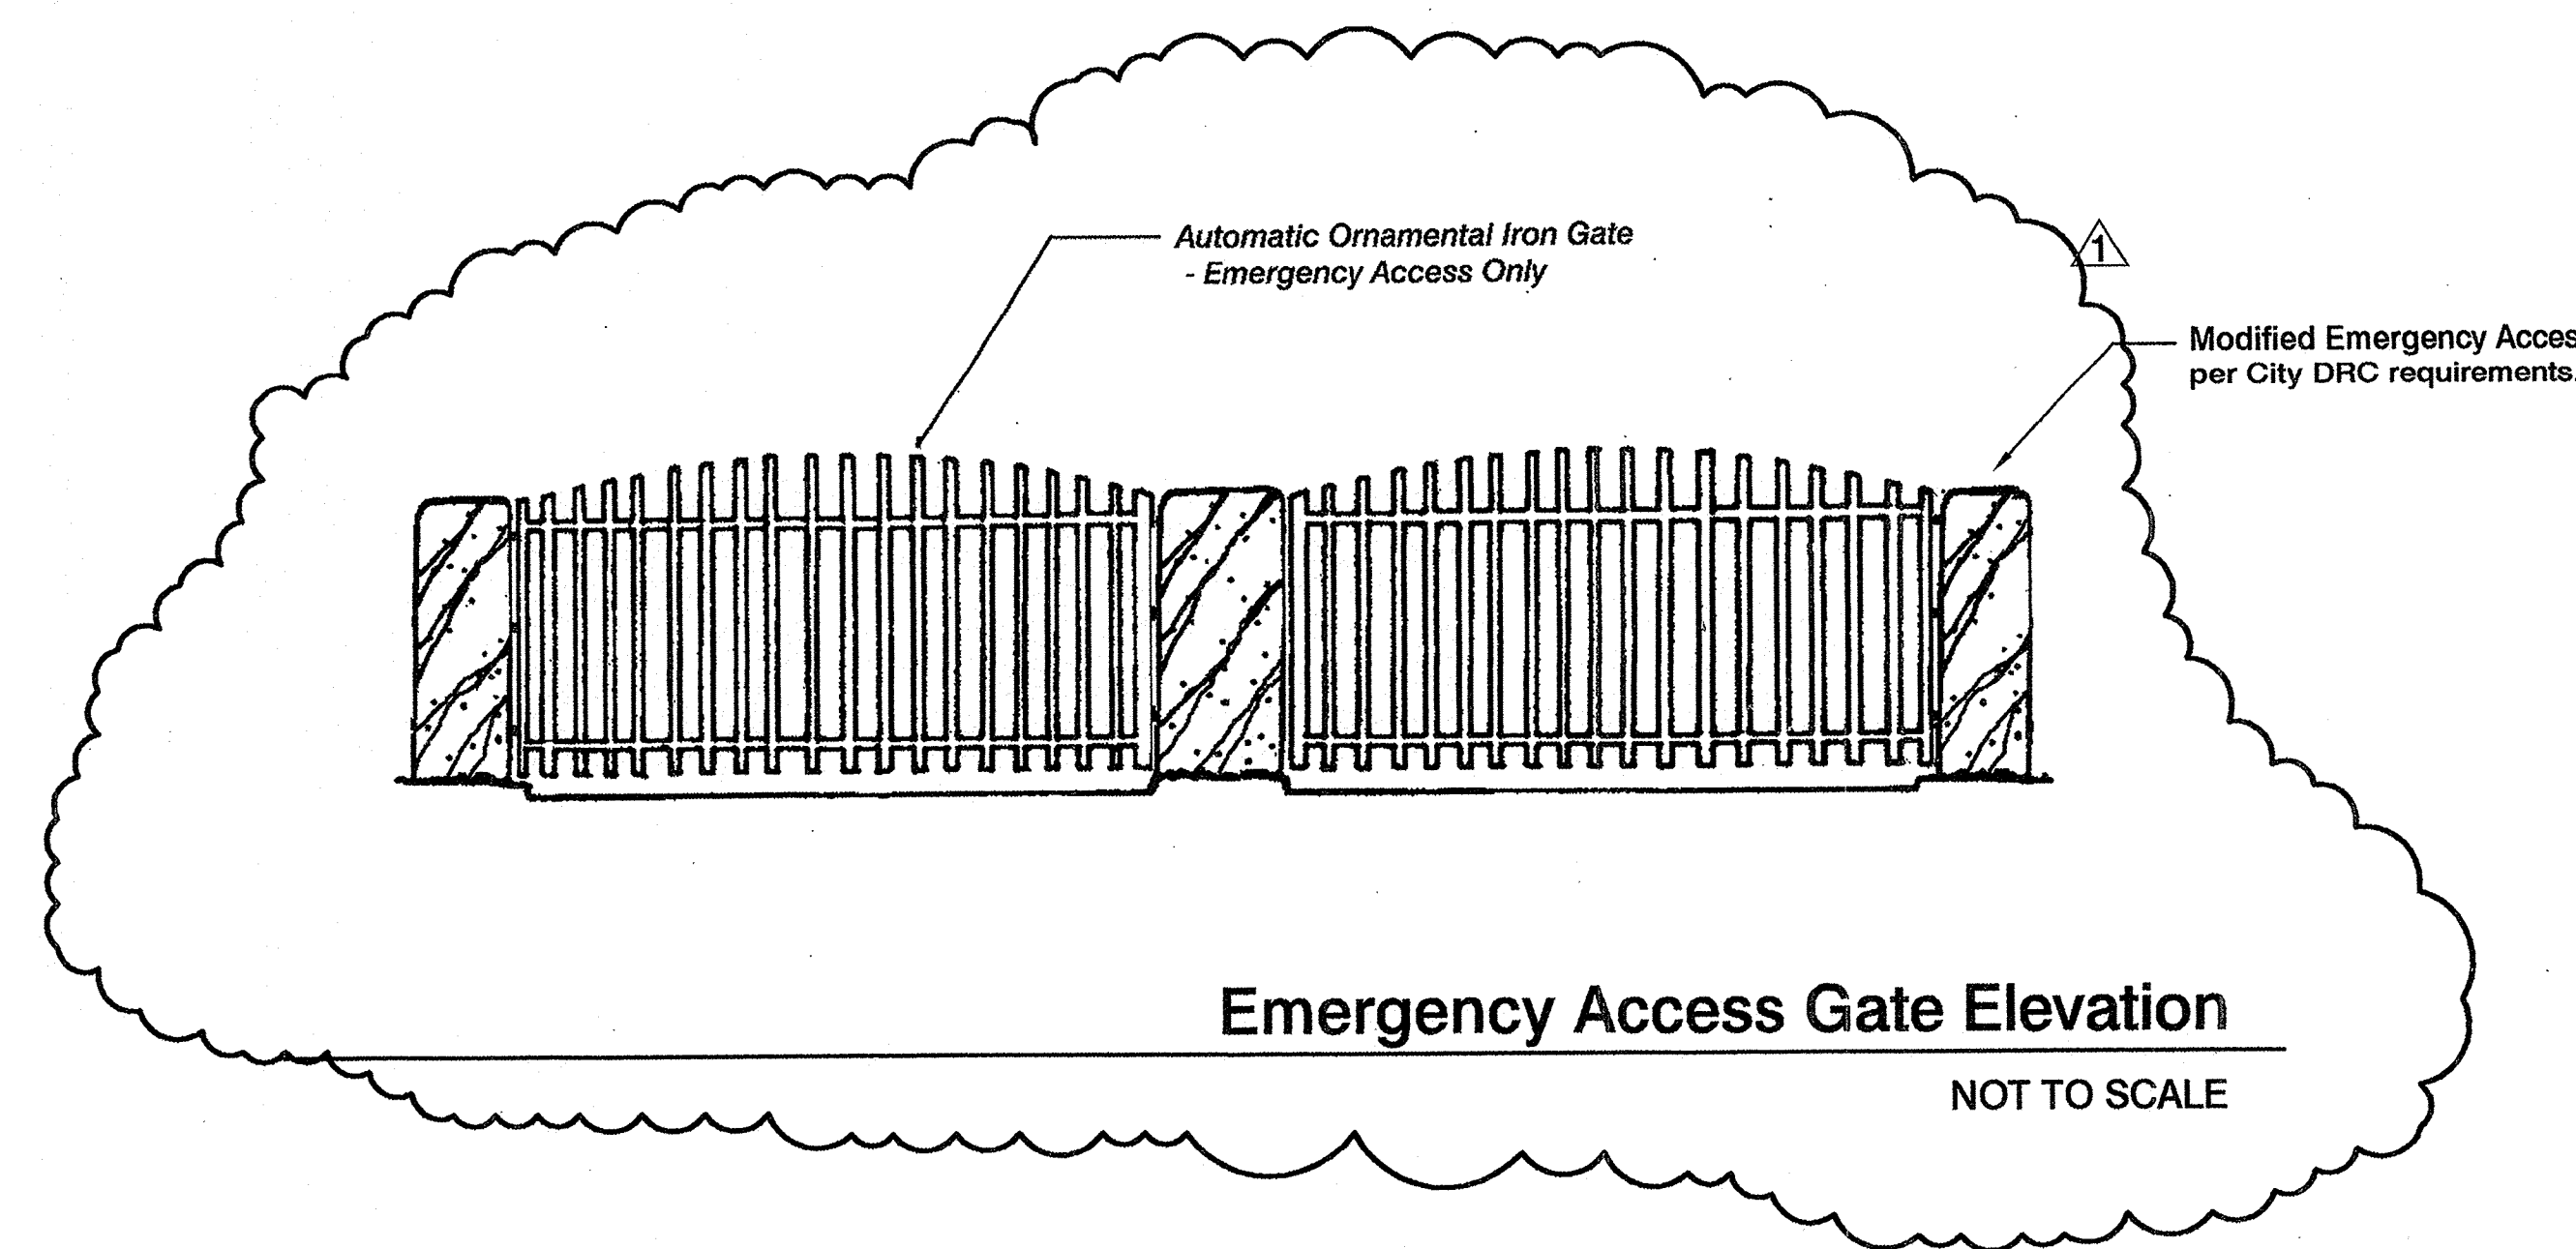 Automatic Ornamental Iron Gate
- Emergency Access Only
1
Modified Emergency
per City DRC requirements.
Emergency Access Gate Elevation
NOT TO SCALE